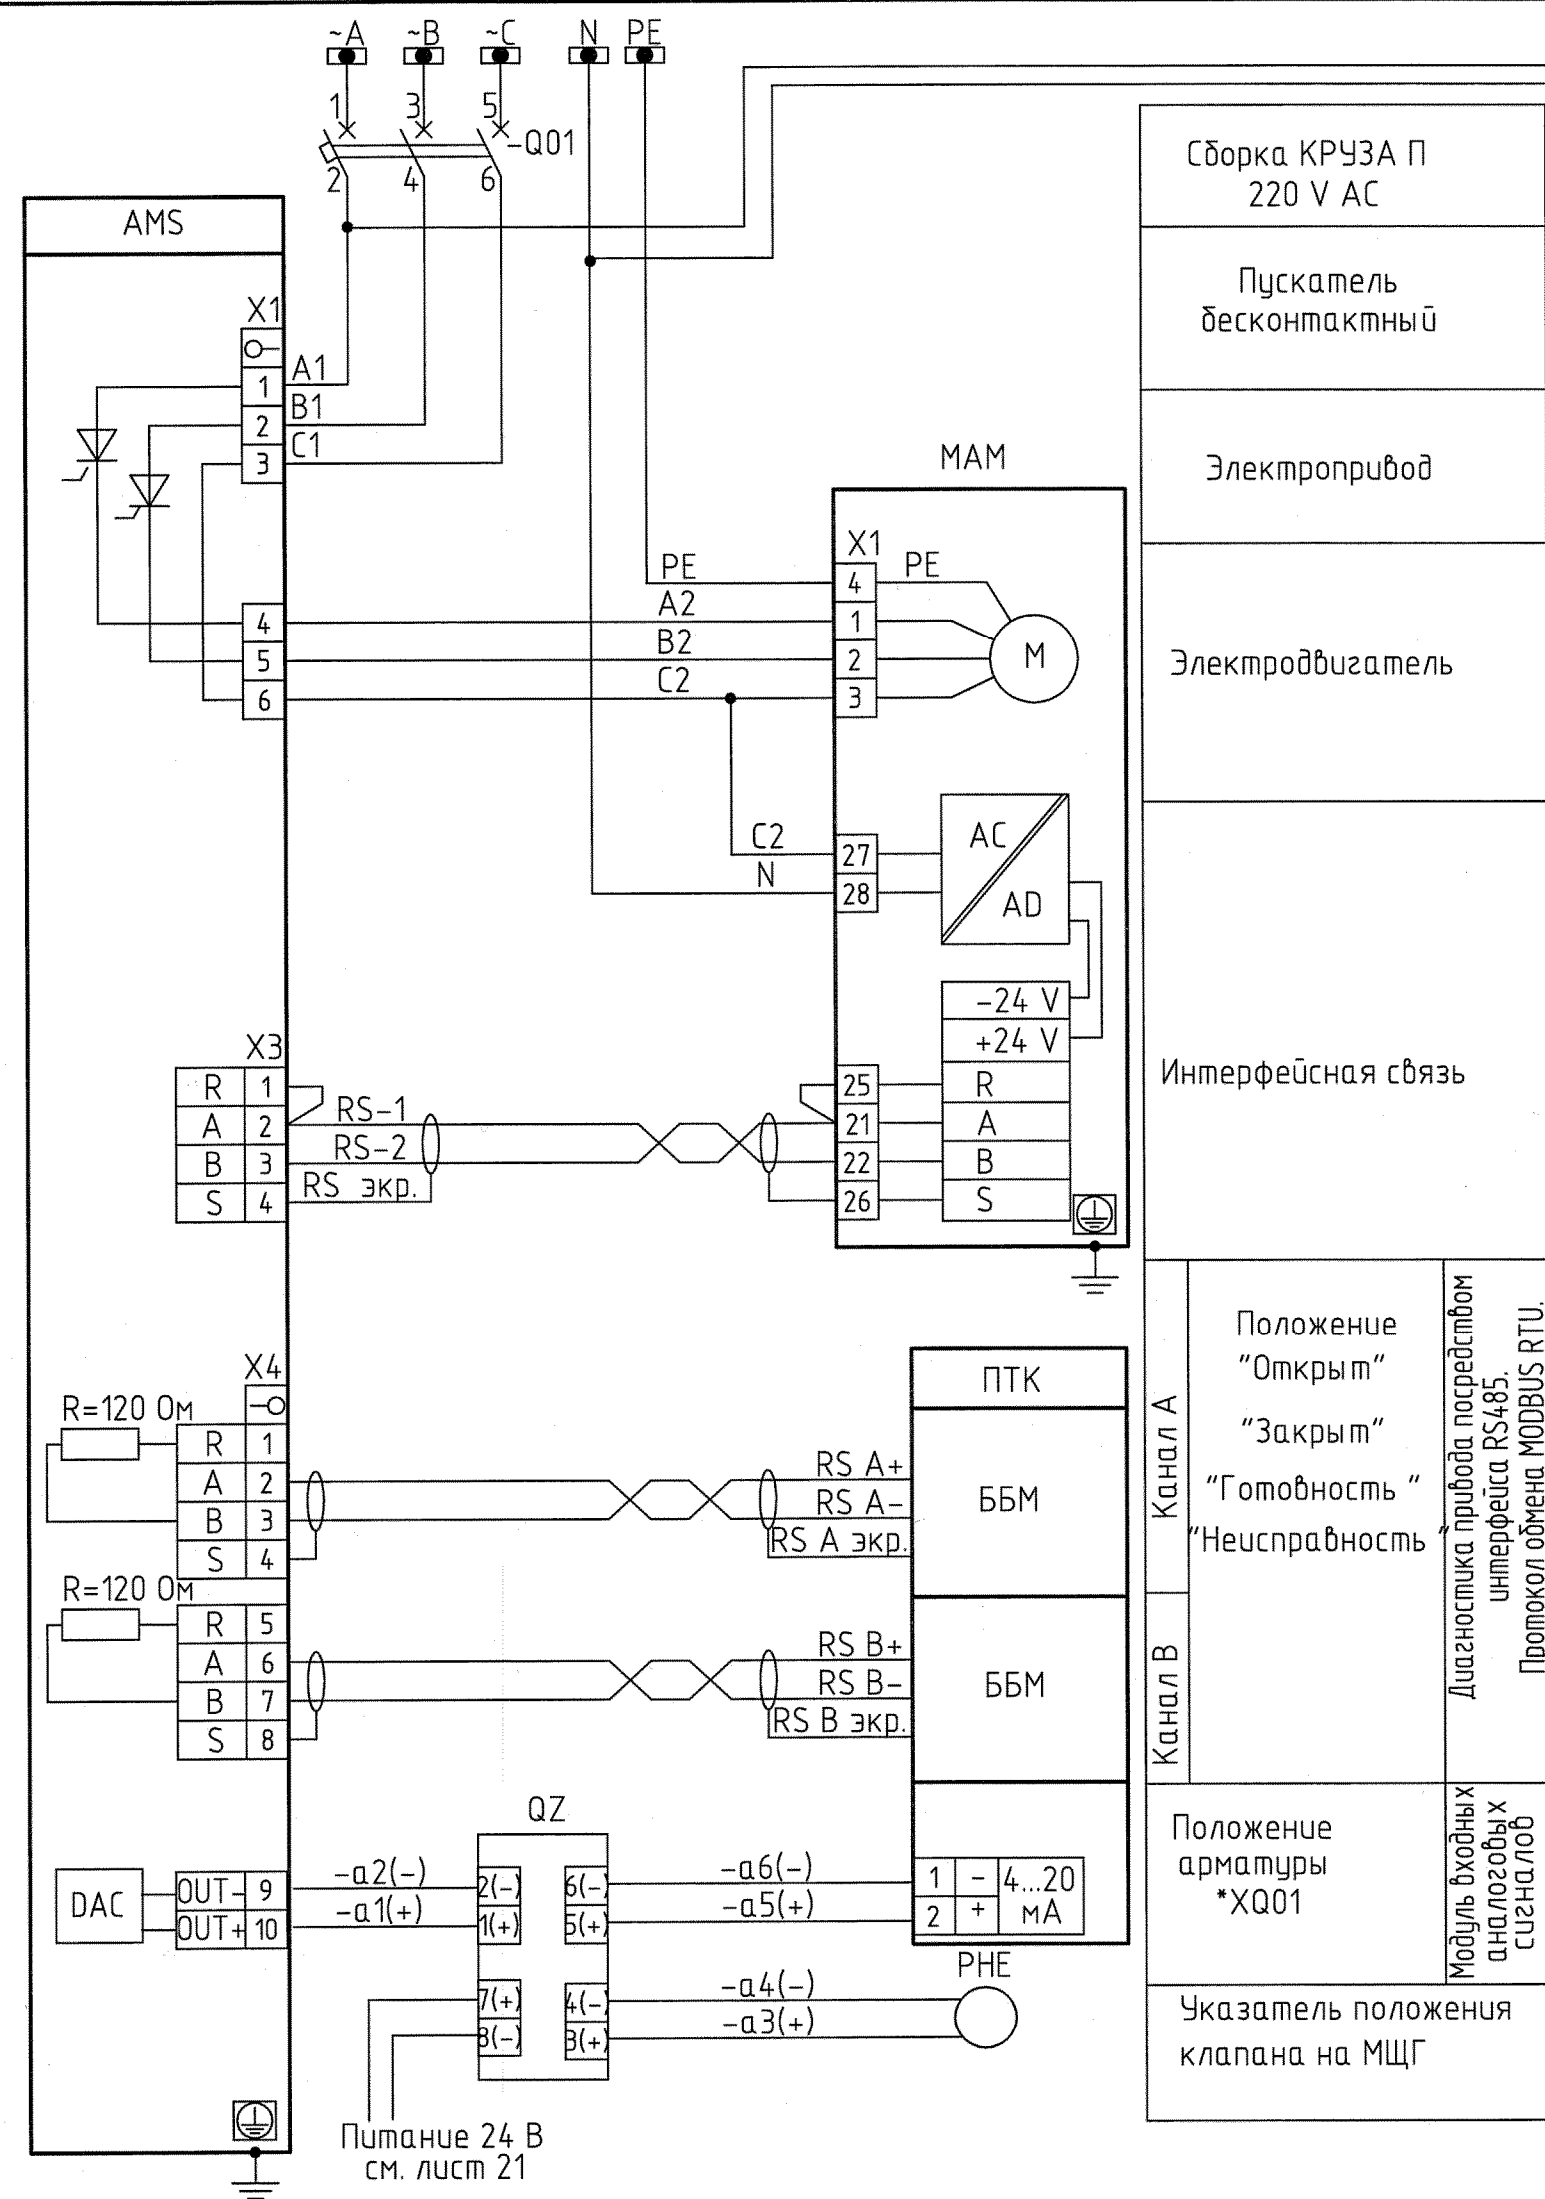 ~A ~B ~C N PE
1 3 5
-Q01
2 4 6
AMS
X1
1 A1
2 B1
3 C1
4
5
6
PE
A2
B2
C2
MAM
X1
4 PE
1
2
3
M
C2
N
27
28
AC
AD
-24 V
+24 V
25 R
21 A
22 B
26 S
X3
R 1
A 2
B 3
S 4
RS-1
RS-2
RS экр.
X4
R=120 Ом
R 1
A 2
B 3
S 4
R=120 Ом
R 5
A 6
B 7
S 8
RS A+
RS A-
RS A экр.
RS B+
RS B-
RS B экр.
ПТК
ББМ
ББМ
DAC
OUT- 9
OUT+ 10
-a2(-)
-a1(+)
QZ
2(-) 6(-)
1(+) 5(+)
7(+) 4(-)
8(-) 3(+)
-a6(-)
-a5(+)
-a4(-)
-a3(+)
1 - 4...20
2 + мА
PHE
Питание 24 В
см. лист 21
Сборка КРУЗА П
220 V AC
Пускатель
бесконтактный
Электропривод
Электродвигатель
Интерфейсная связь
Канал А
Канал В
Положение
"Открыт"
"Закрыт"
"Готовность "
"Неисправность "
Диагностика привода посредством
интерфейса RS485.
Протокол обмена MODBUS RTU.
Положение
арматуры
*XQ01
Модуль входных
аналоговых
сигналов
Указатель положения
клапана на МЩГ